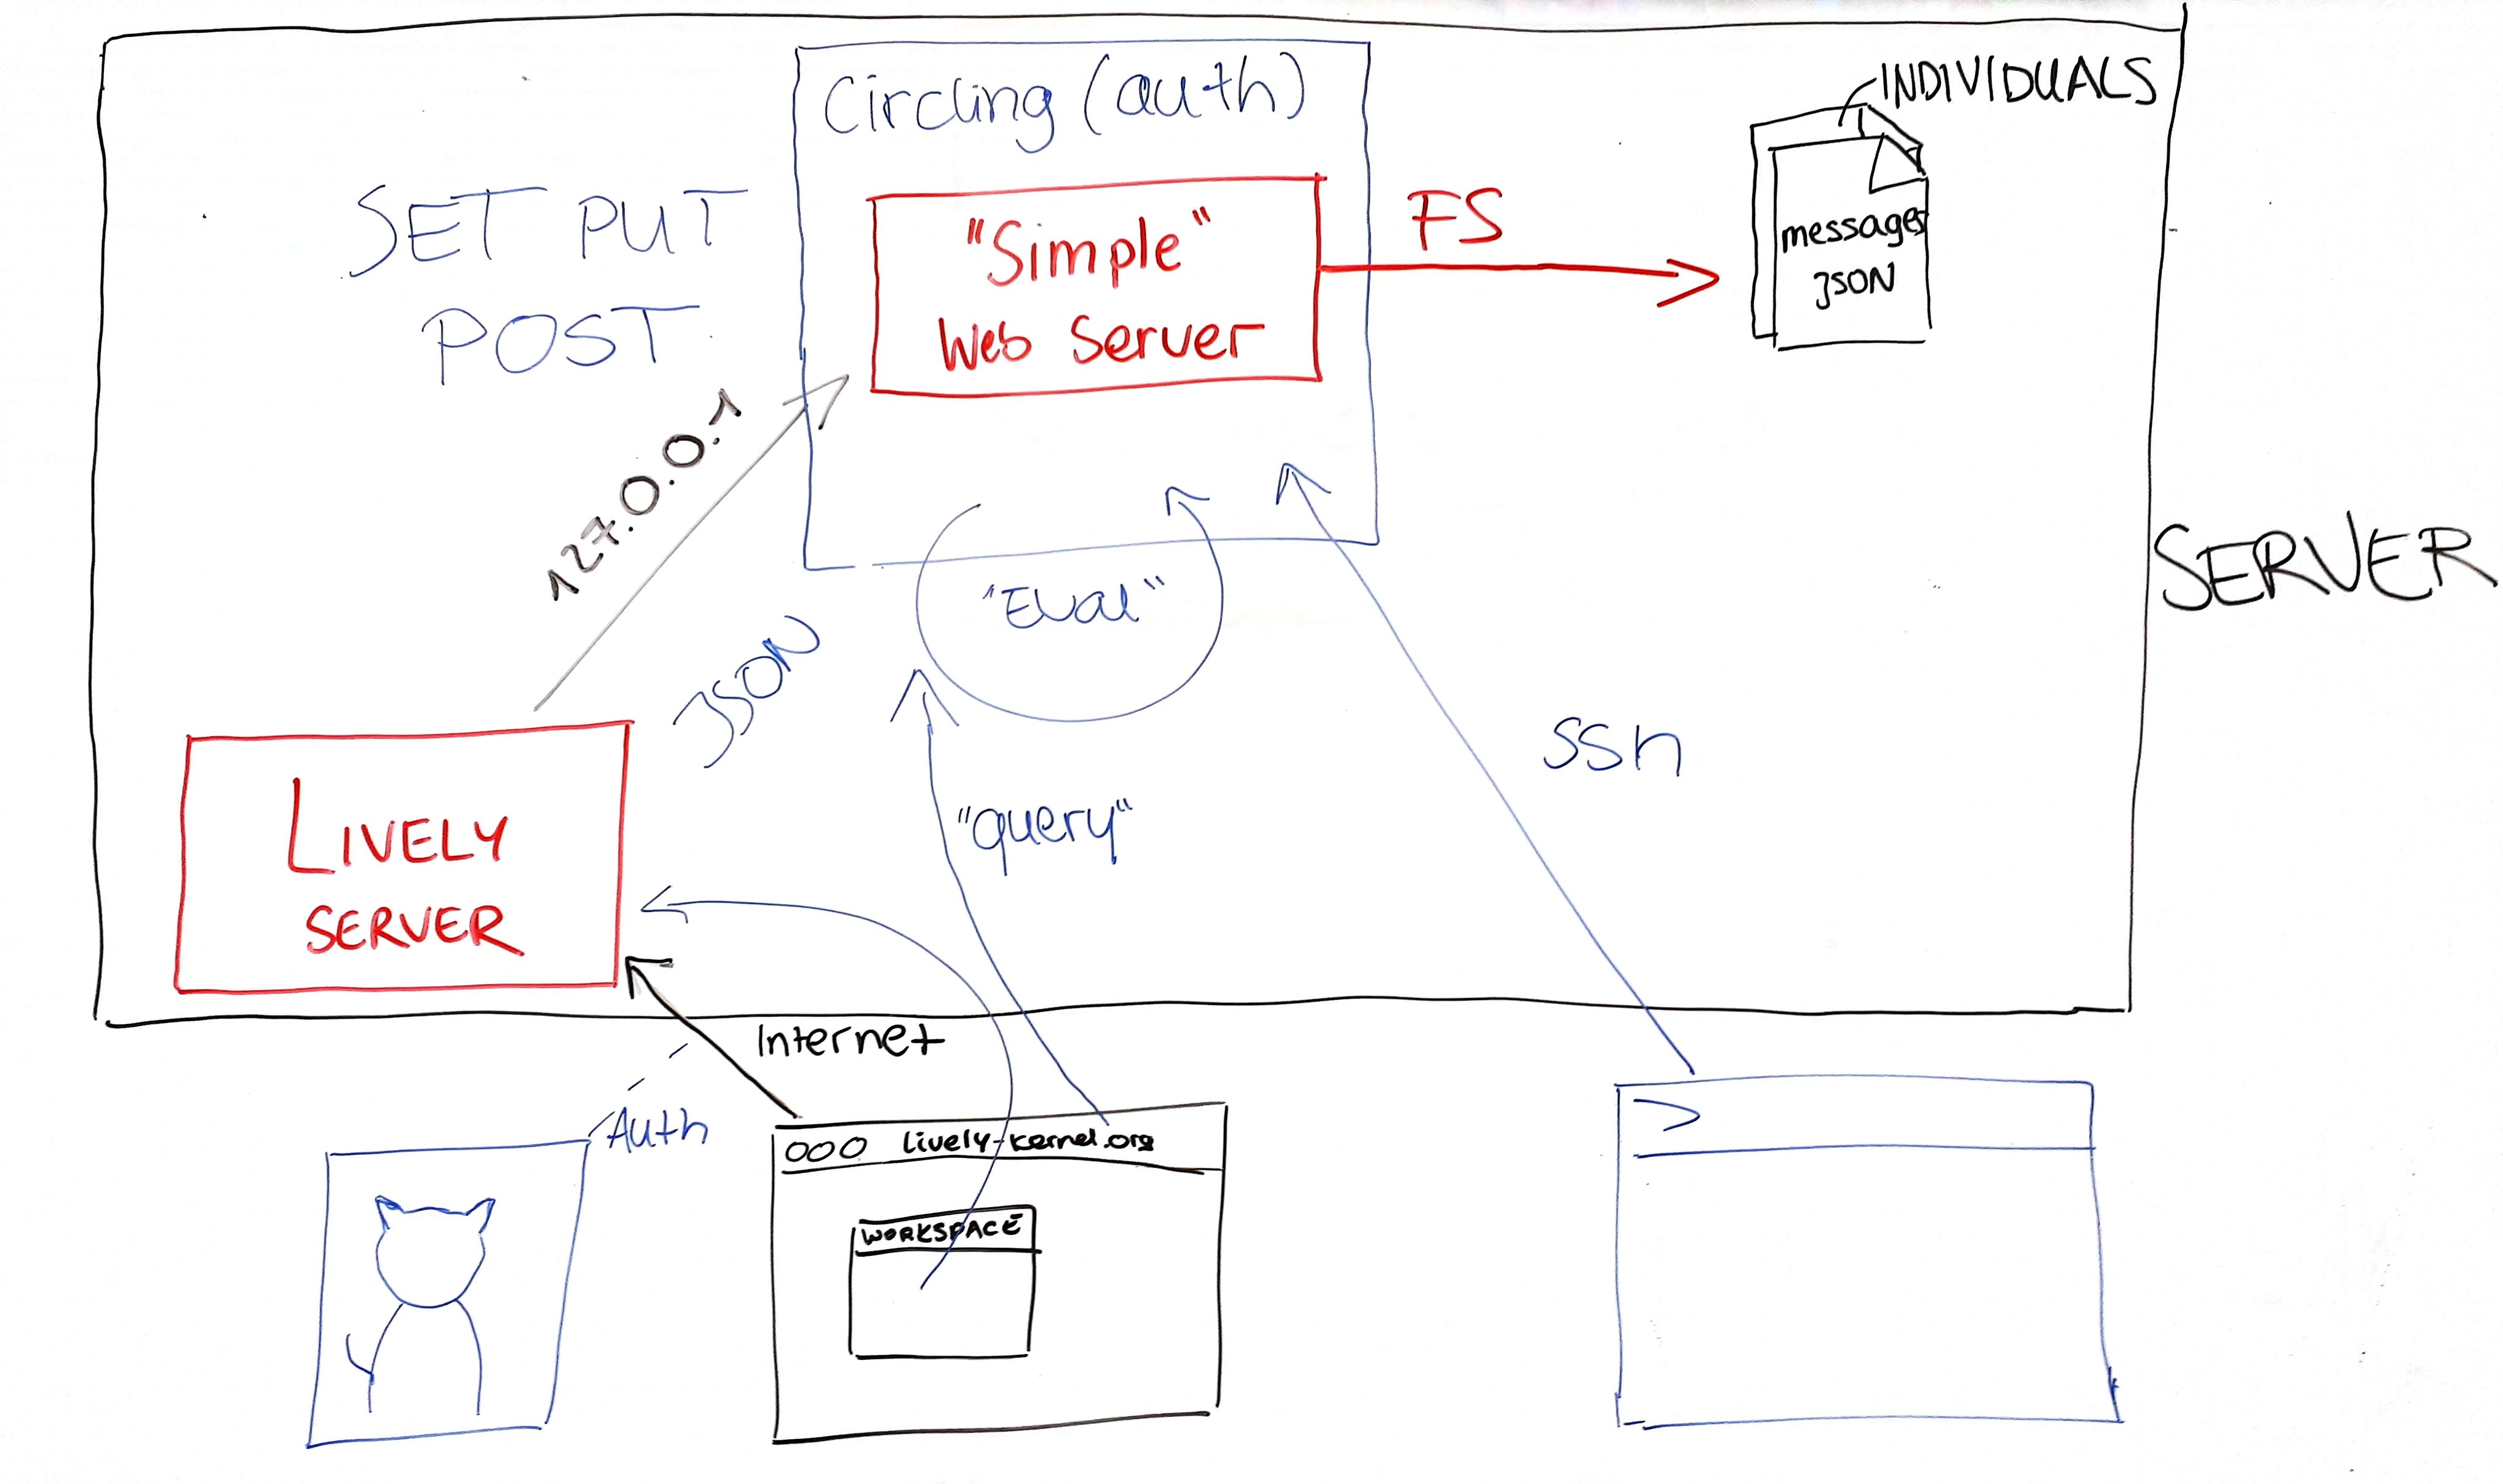 Circling (auth)
INDIVIDUALS
SET PUT
POST
"Simple"
Web Server
FS
messages
JSON
127.0.0.1
"Eval"
SERVER
JSON
SSh
"query"
LIVELY
SERVER
Internet
Auth
OOO lively-kernel.org
WORKSPACE
>